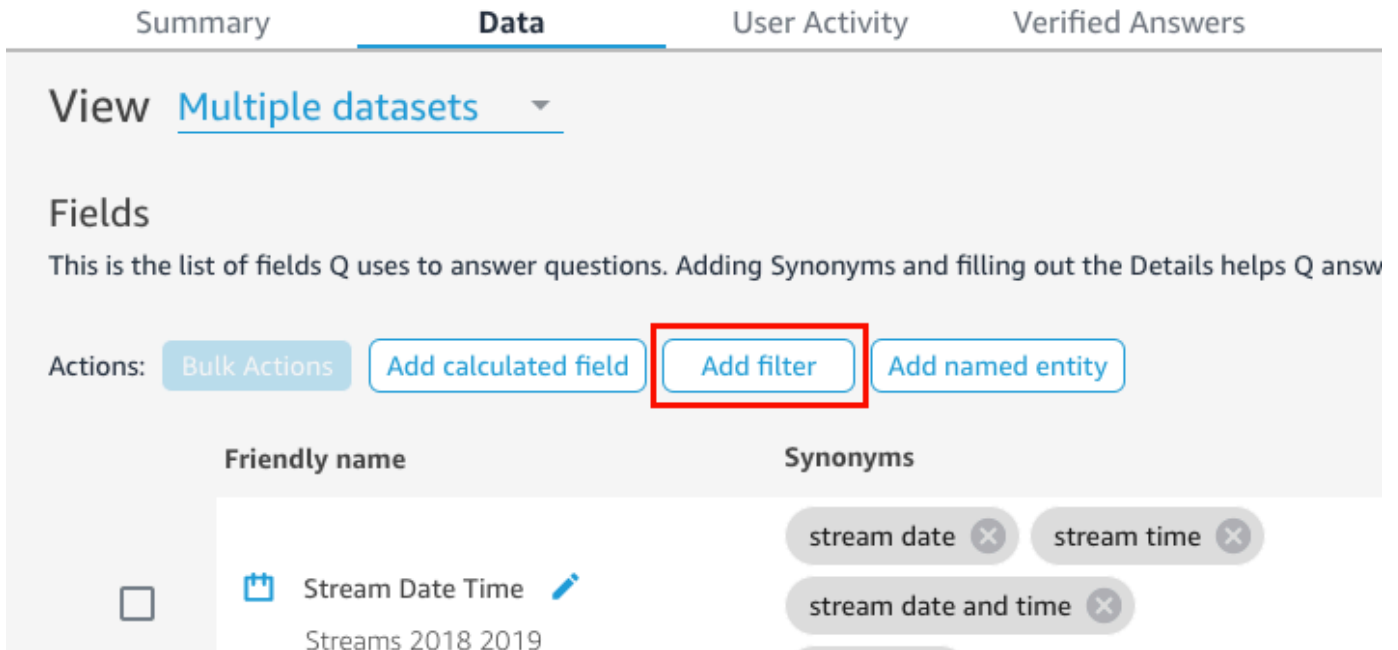 Summary Data User Activity Verified Answers
View Multiple datasets
Fields
This is the list of fields Q uses to answer questions. Adding Synonyms and filling out the Details helps Q answ
Actions: Bulk Actions Add calculated field Add filter Add named entity
Friendly name Synonyms
stream date stream time
Stream Date Time
stream date and time
Streams 2018 2019